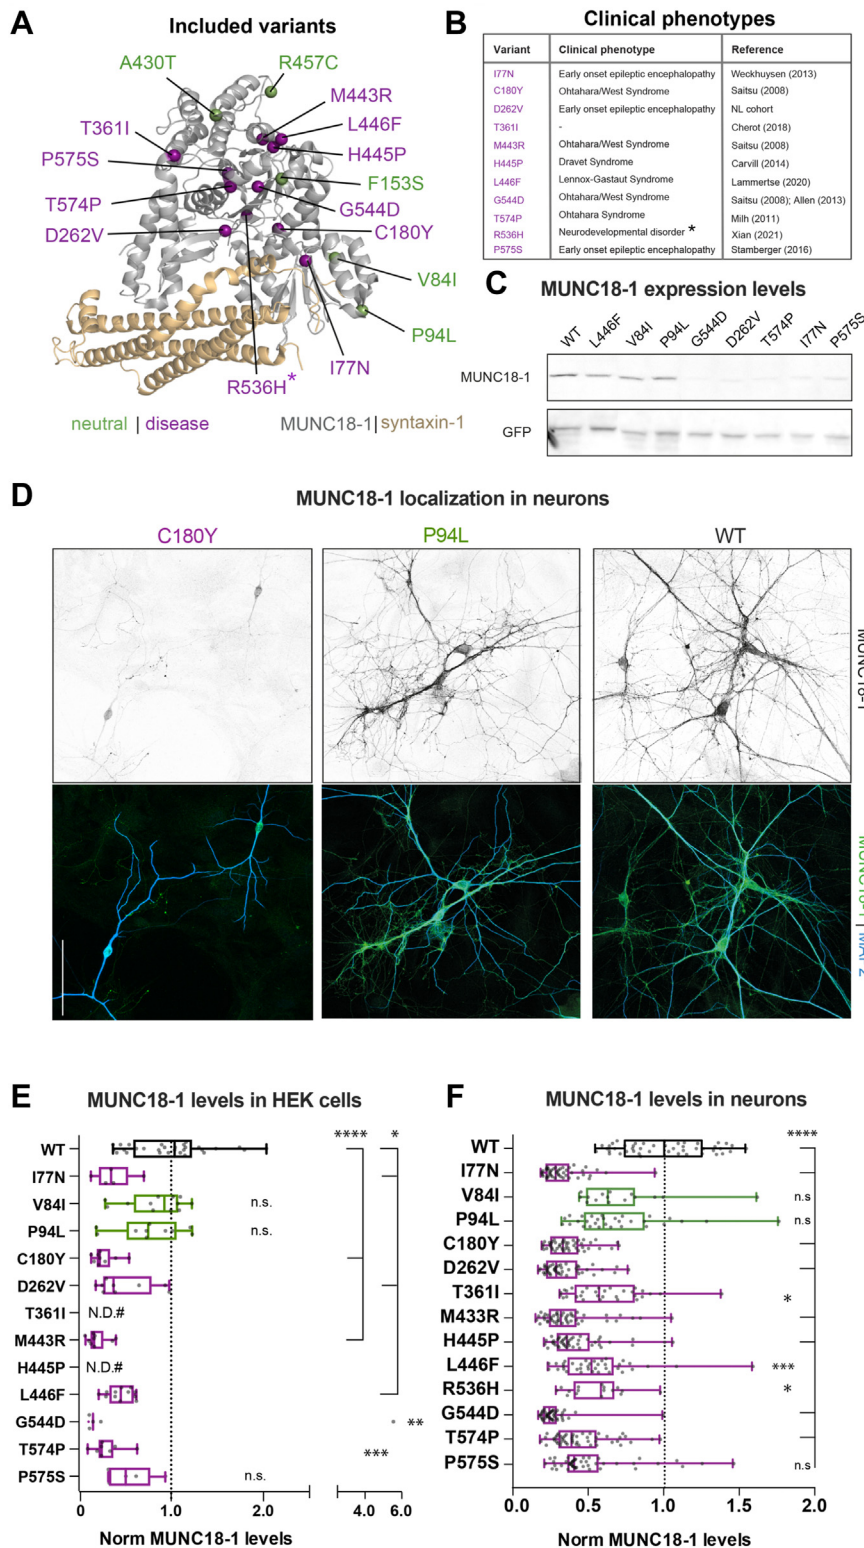 A
Included variants
A430T
R457C
M443R
L446F
T361I
P575S
H445P
F153S
T574P
G544D
D262V
C180Y
V84I
P94L
I77N
R536H*
neutral | disease
MUNC18-1|syntaxin-1
B
Clinical phenotypes
Variant Clinical phenotype Reference
I77N Early onset epileptic encephalopathy Weckhuysen (2013)
C180Y Ohtahara/West Syndrome Saitsu (2008)
D262V Early onset epileptic encephalopathy NL cohort
T361I - Cherot (2018)
M443R Ohtahara/West Syndrome Saitsu (2008)
H445P Dravet Syndrome Carvill (2014)
L446F Lennox-Gastaut Syndrome Lammertse (2020)
G544D Ohtahara/West Syndrome Saitsu (2008); Allen (2013)
T574P Ohtahara Syndrome Milh (2011)
R536H Neurodevelopmental disorder * Xian (2021)
P575S Early onset epileptic encephalopathy Stamberger (2016)
C
MUNC18-1 expression levels
WT L446F V84I P94L G544D D262V T574P I77N P575S
MUNC18-1
GFP
D
MUNC18-1 localization in neurons
C180Y P94L WT
MUNC18-1
MUNC18-1 | MAP2
E
MUNC18-1 levels in HEK cells
**** *
WT
I77N
V84I n.s.
P94L n.s.
C180Y
D262V
T361I N.D.#
M443R
H445P N.D.#
L446F
G544D **
T574P ***
P575S n.s.
0 1.0 2.0 4.0 6.0
Norm MUNC18-1 levels
F
MUNC18-1 levels in neurons
****
WT
I77N
V84I n.s
P94L n.s
C180Y
D262V
T361I *
M433R
H445P
L446F ***
R536H *
G544D
T574P
P575S n.s
0.0 0.5 1.0 1.5 2.0
Norm MUNC18-1 levels